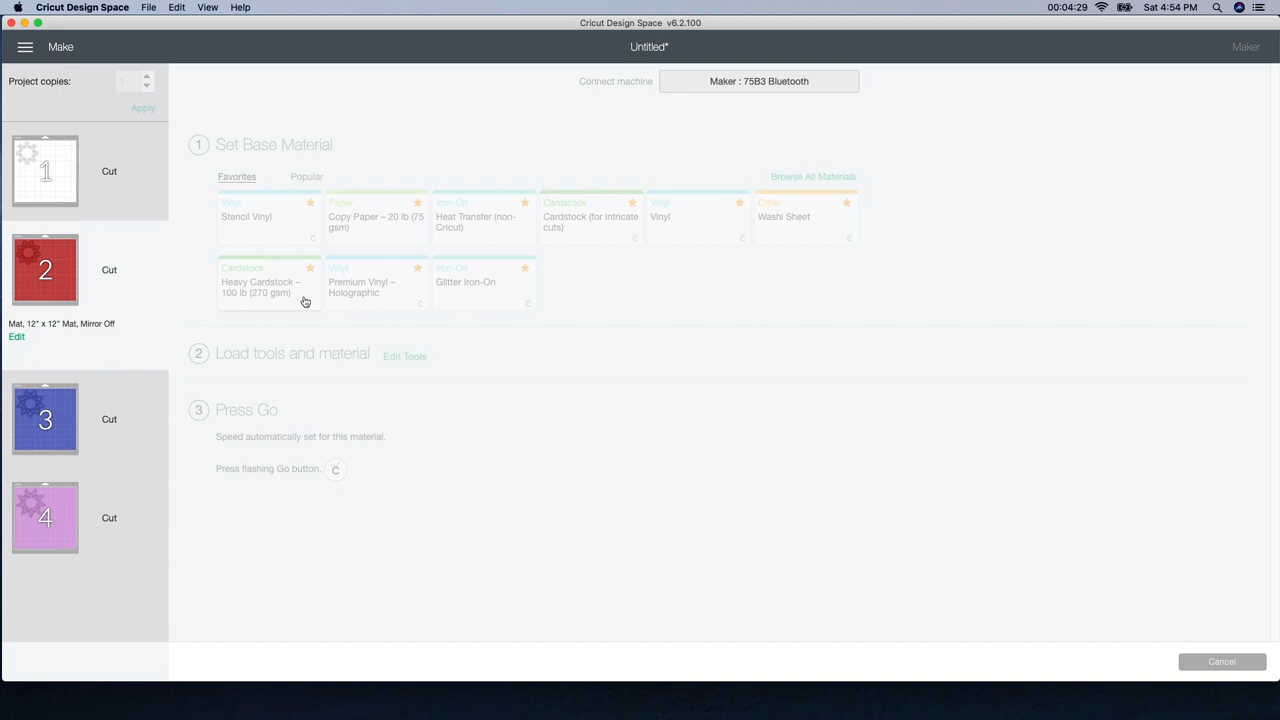 Cricut Design Space File Edit View Help 00:04:29 Sat 4:54 PM
Cricut Design Space v6.2.100
Make Untitled* Maker
Project copies: 1
Apply
Connect machine Maker : 75B3 Bluetooth
1 Set Base Material
Favorites Popular Browse All Materials
Vinyl Paper Iron-On Cardstock Vinyl Other
Stencil Vinyl Copy Paper – 20 lb (75 Heat Transfer (non- Cardstock (for intricate Vinyl Washi Sheet
gsm) Cricut) cuts)
Cardstock Vinyl Iron-On
Heavy Cardstock – Premium Vinyl – Glitter Iron-On
100 lb (270 gsm) Holographic
2 Load tools and material Edit Tools
3 Press Go
Speed automatically set for this material.
Press flashing Go button.
1 Cut
2 Cut
Mat, 12" x 12" Mat, Mirror Off
Edit
3 Cut
4 Cut
Cancel